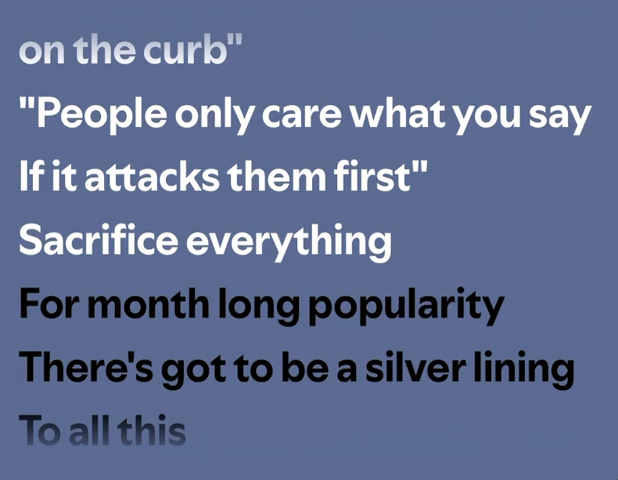 on the curb"
"People only care what you say
If it attacks them first"
Sacrifice everything
For month long popularity
There's got to be a silver lining
To all this